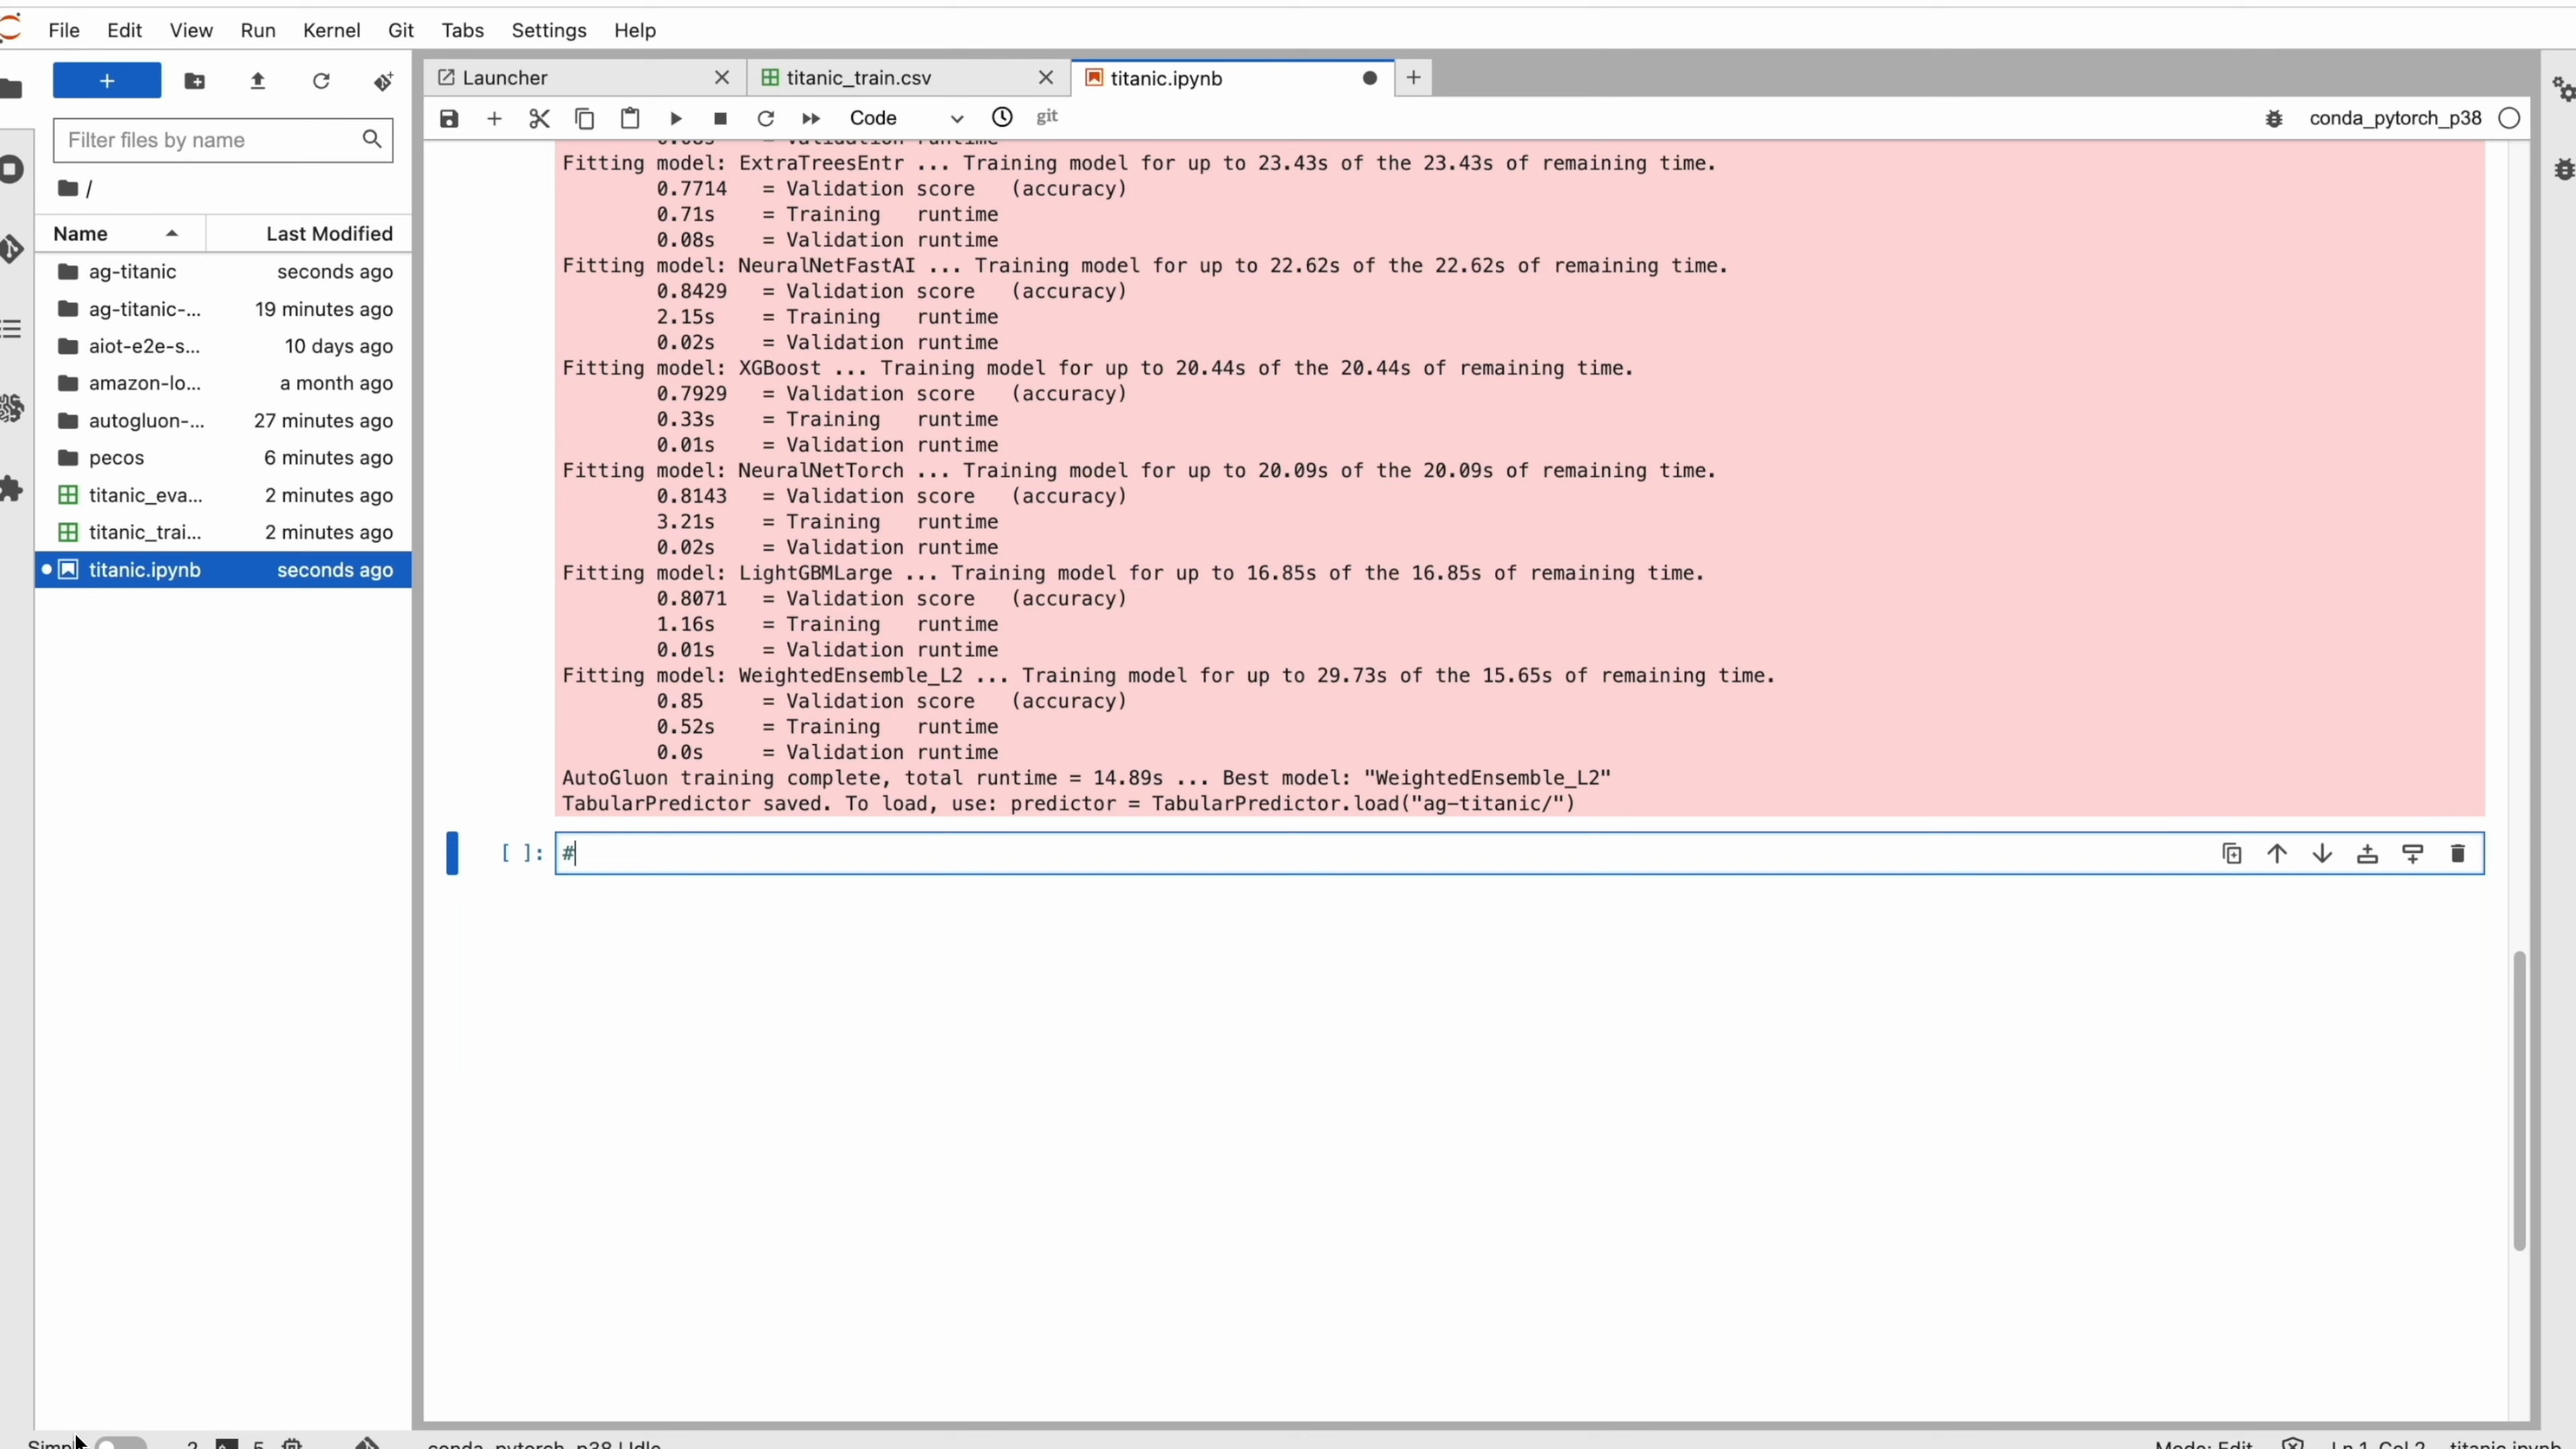 File Edit View Run Kernel Git Tabs Settings Help
Launcher
titanic_train.csv
titanic.ipynb
Code
git
conda_pytorch_p38
Filter files by name
/
Name Last Modified
ag-titanic seconds ago
ag-titanic-... 19 minutes ago
aiot-e2e-s... 10 days ago
amazon-lo... a month ago
autogluon-... 27 minutes ago
pecos 6 minutes ago
titanic_eva... 2 minutes ago
titanic_trai... 2 minutes ago
titanic.ipynb seconds ago
Fitting model: ExtraTreesEntr ... Training model for up to 23.43s of the 23.43s of remaining time.
0.7714 = Validation score (accuracy)
0.71s = Training runtime
0.08s = Validation runtime
Fitting model: NeuralNetFastAI ... Training model for up to 22.62s of the 22.62s of remaining time.
0.8429 = Validation score (accuracy)
2.15s = Training runtime
0.02s = Validation runtime
Fitting model: XGBoost ... Training model for up to 20.44s of the 20.44s of remaining time.
0.7929 = Validation score (accuracy)
0.33s = Training runtime
0.01s = Validation runtime
Fitting model: NeuralNetTorch ... Training model for up to 20.09s of the 20.09s of remaining time.
0.8143 = Validation score (accuracy)
3.21s = Training runtime
0.02s = Validation runtime
Fitting model: LightGBMLarge ... Training model for up to 16.85s of the 16.85s of remaining time.
0.8071 = Validation score (accuracy)
1.16s = Training runtime
0.01s = Validation runtime
Fitting model: WeightedEnsemble_L2 ... Training model for up to 29.73s of the 15.65s of remaining time.
0.85 = Validation score (accuracy)
0.52s = Training runtime
0.0s = Validation runtime
AutoGluon training complete, total runtime = 14.89s ... Best model: "WeightedEnsemble_L2"
TabularPredictor saved. To load, use: predictor = TabularPredictor.load("ag-titanic/")
[ ]: #